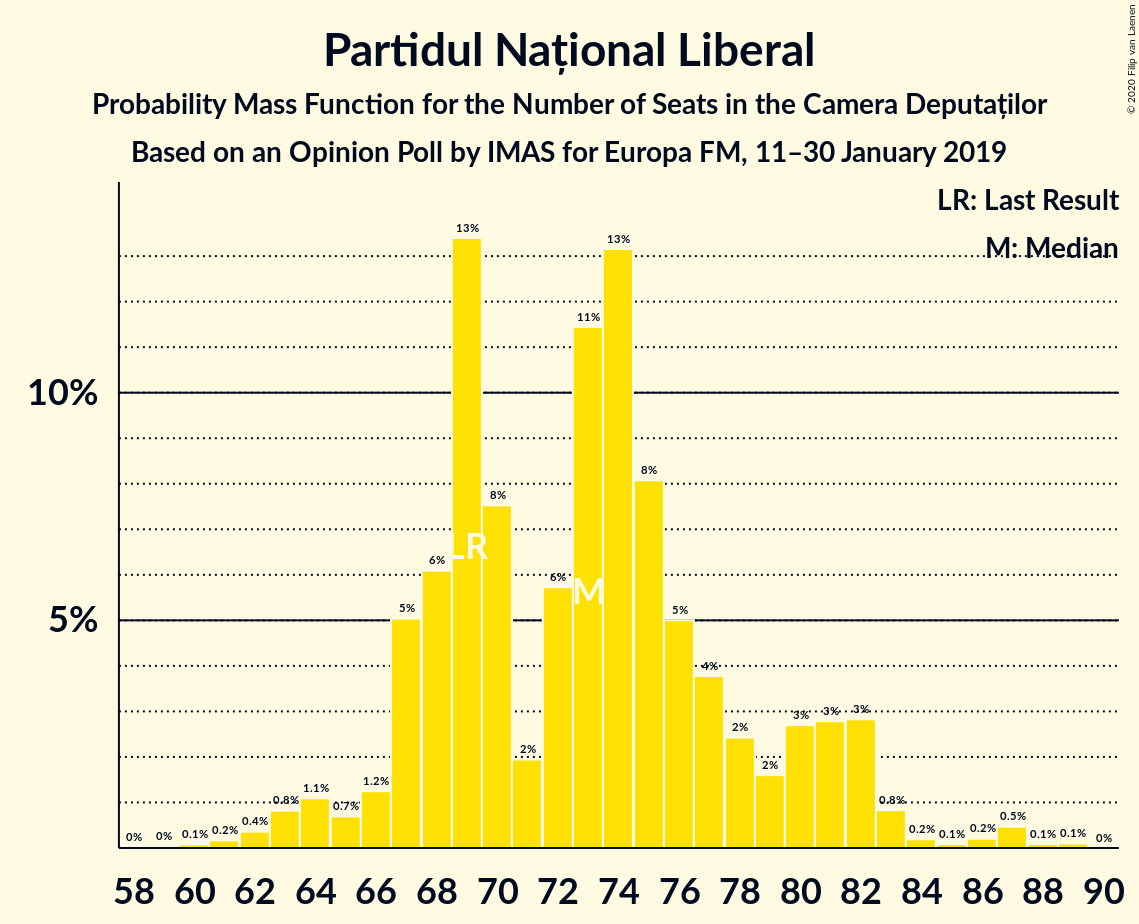 Partidul Național Liberal
Probability Mass Function for the Number of Seats in the Camera Deputaților
Based on an Opinion Poll by IMAS for Europa FM, 11–30 January 2019
© 2020 Filip van Laenen
LR: Last Result
M: Median
10%
5%
0% 0% 0.1% 0.2% 0.4% 0.8% 1.1% 0.7% 1.2% 5% 6% 13% 8% 2% 6% 11% 13% 8% 5% 4% 2% 2% 3% 3% 3% 0.8% 0.2% 0.1% 0.2% 0.5% 0.1% 0.1% 0%
LR
M
58 60 62 64 66 68 70 72 74 76 78 80 82 84 86 88 90